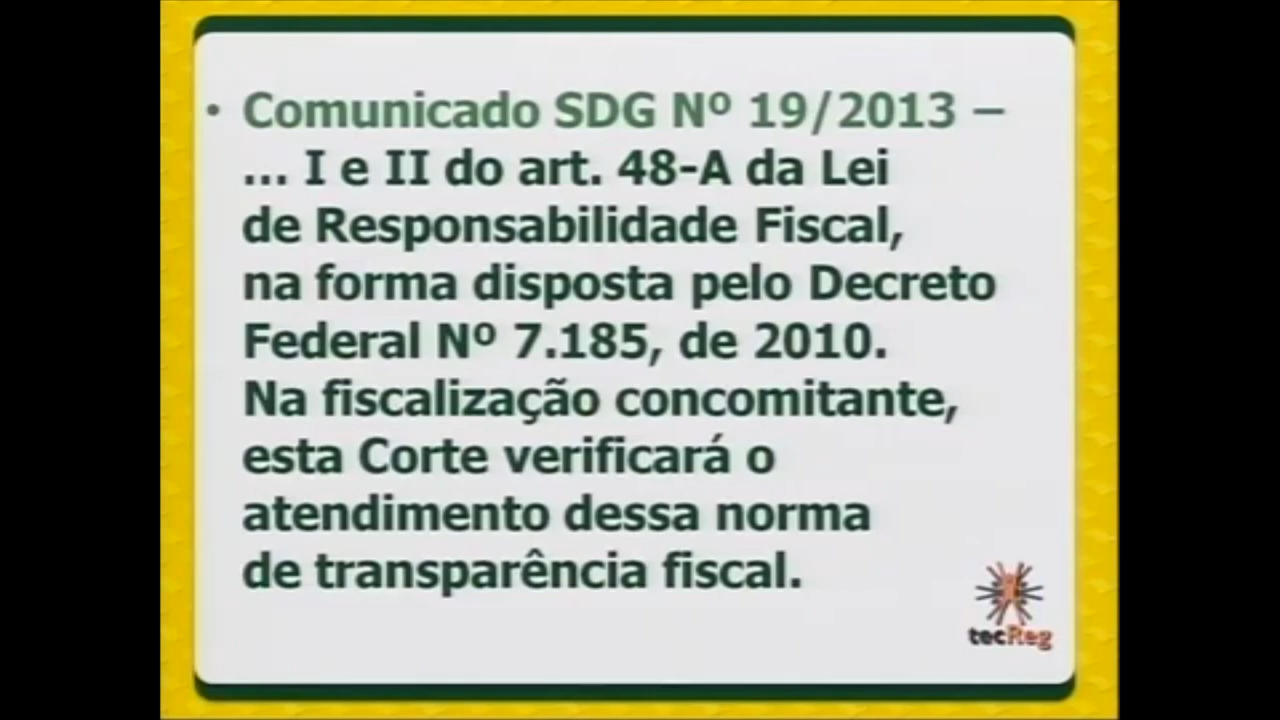 • Comunicado SDG Nº 19/2013 –
... I e II do art. 48-A da Lei
de Responsabilidade Fiscal,
na forma disposta pelo Decreto
Federal Nº 7.185, de 2010.
Na fiscalização concomitante,
esta Corte verificará o
atendimento dessa norma
de transparência fiscal.
tecReg